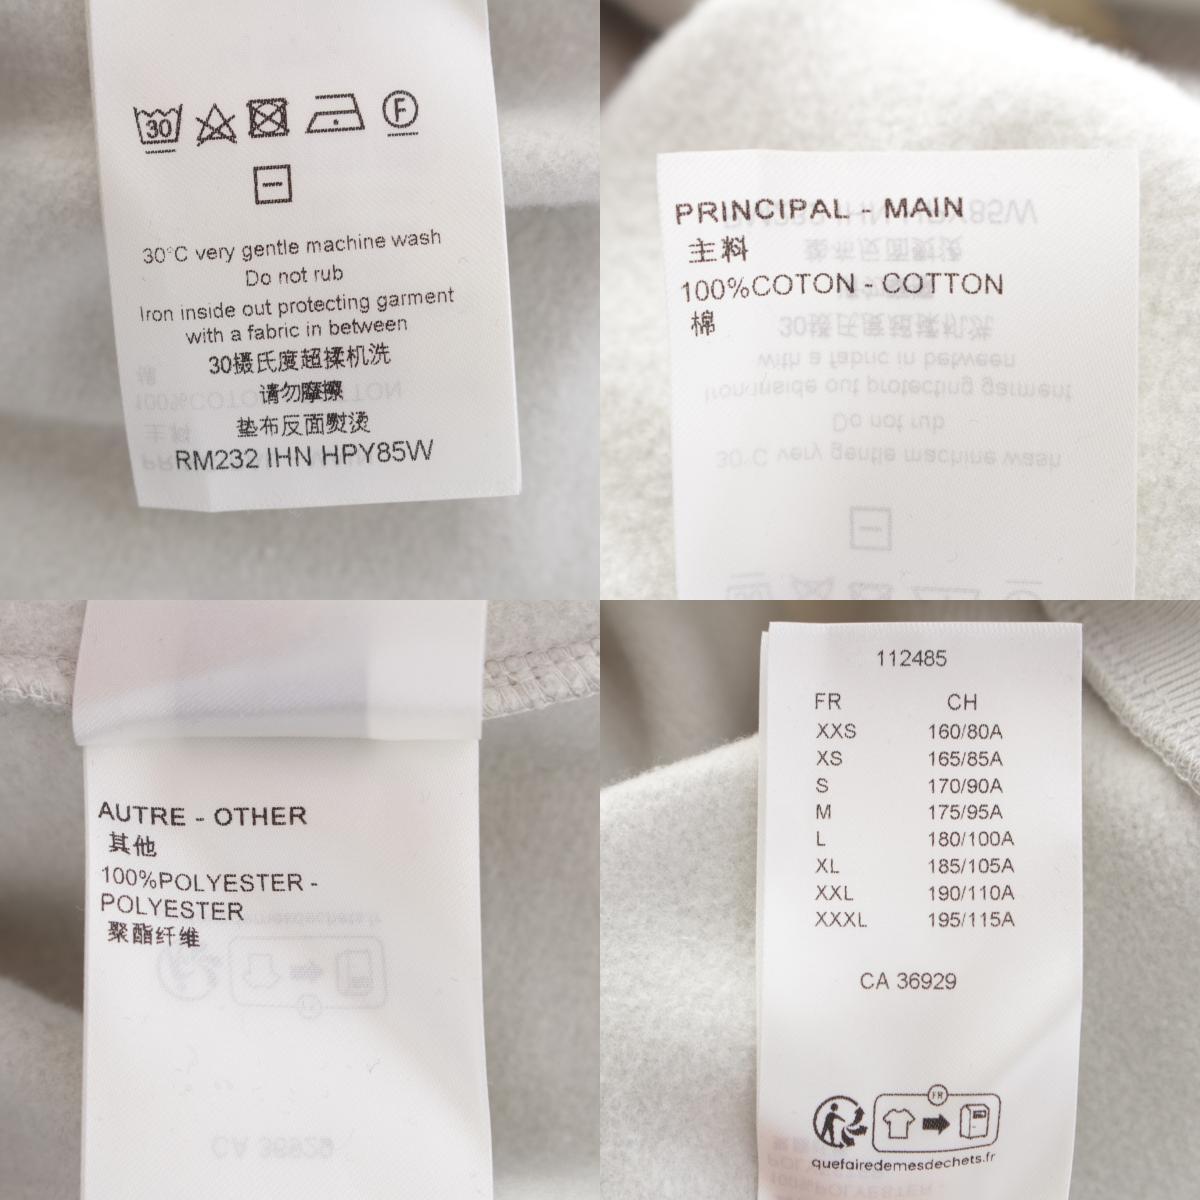 30
F
30°C very gentle machine wash
Do not rub
Iron inside out protecting garment
with a fabric in between
30摄氏度超揉机洗
请勿摩擦
垫布反面熨烫
RM232 IHN HPY85W
PRINCIPAL - MAIN
主料
100%COTON - COTTON
棉
AUTRE - OTHER
其他
100%POLYESTER -
POLYESTER
聚酯纤维
112485
FR CH
XXS 160/80A
XS 165/85A
S 170/90A
M 175/95A
L 180/100A
XL 185/105A
XXL 190/110A
XXXL 195/115A
CA 36929
FR
quefairedemesdechets.fr